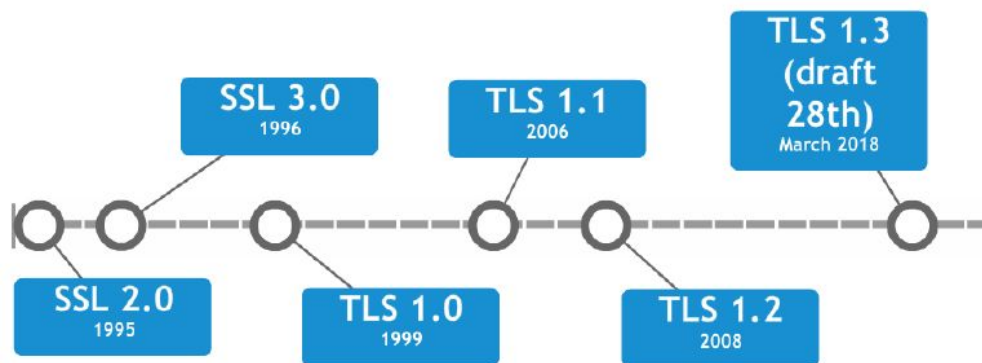 SSL 2.0
1995
SSL 3.0
1996
TLS 1.0
1999
TLS 1.1
2006
TLS 1.2
2008
TLS 1.3
(draft
28th)
March 2018